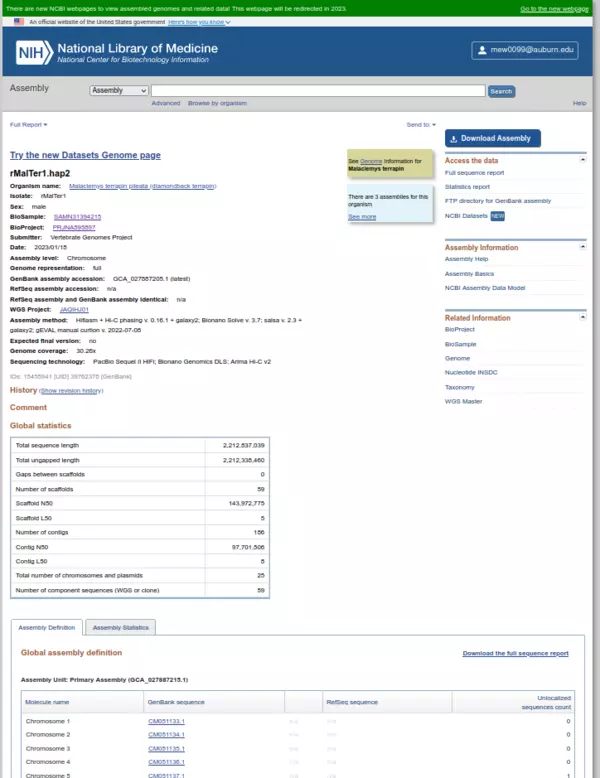 There are new NCBI webpages to view assembled genomes and related data! This webpage will be redirected in 2023.
Go to the new webpage
An official website of the United States government Here's how you know
NIH National Library of Medicine
National Center for Biotechnology Information
mew0099@auburn.edu
Assembly
Assembly
Search
Advanced Browse by organism
Help
Full Report
Send to:
Try the new Datasets Genome page
rMalTer1.hap2
Organism name: Malaclemys terrapin pileata (diamondback terrapin)
Isolate: rMalTer1
Sex: male
BioSample: SAMN31394215
BioProject: PRJNA895897
Submitter: Vertebrate Genomes Project
Date: 2023/01/15
Assembly level: Chromosome
Genome representation: full
GenBank assembly accession: GCA_027887205.1 (latest)
RefSeq assembly accession: n/a
RefSeq assembly and GenBank assembly identical: n/a
WGS Project: JAQIHJ01
Assembly method: Hifiasm + Hi-C phasing v. 0.16.1 + galaxy2; Bionano Solve v. 3.7; salsa v. 2.3 +
galaxy2; gEVAL manual curtion v. 2022-07-05
Expected final version: no
Genome coverage: 30.26x
Sequencing technology: PacBio Sequel II HiFi; Bionano Genomics DLS; Arima Hi-C v2
IDs: 15455941 [UID] 39762376 [GenBank]
History (Show revision history)
Comment
Global statistics
Total sequence length 2,212,537,039
Total ungapped length 2,212,335,460
Gaps between scaffolds 0
Number of scaffolds 59
Scaffold N50 143,972,775
Scaffold L50 5
Number of contigs 186
Contig N50 97,701,506
Contig L50 8
Total number of chromosomes and plasmids 25
Number of component sequences (WGS or clone) 59
See Genome Information for
Malaclemys terrapin
There are 3 assemblies for this
organism
See more
Download Assembly
Access the data
Full sequence report
Statistics report
FTP directory for GenBank assembly
NCBI Datasets NEW
Assembly Information
Assembly Help
Assembly Basics
NCBI Assembly Data Model
Related Information
BioProject
BioSample
Genome
Nucleotide INSDC
Taxonomy
WGS Master
Assembly Definition Assembly Statistics
Global assembly definition
Download the full sequence report
Assembly Unit: Primary Assembly (GCA_027887215.1)
Molecule name GenBank sequence RefSeq sequence Unlocalized
sequences count
Chromosome 1 CM051133.1 n/a n/a 0
Chromosome 2 CM051134.1 n/a n/a 0
Chromosome 3 CM051135.1 n/a n/a 0
Chromosome 4 CM051136.1 n/a n/a 0
Chromosome 5 CM051137.1 n/a n/a 1